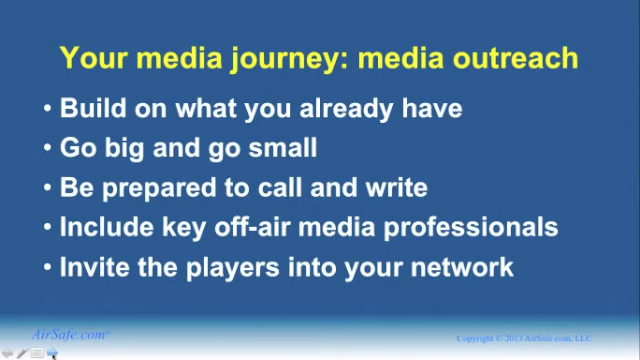 Your media journey: media outreach
• Build on what you already have
• Go big and go small
• Be prepared to call and write
• Include key off-air media professionals
• Invite the players into your network
AirSafe.com
Copyright © 2013 AirSafe.com, LLC